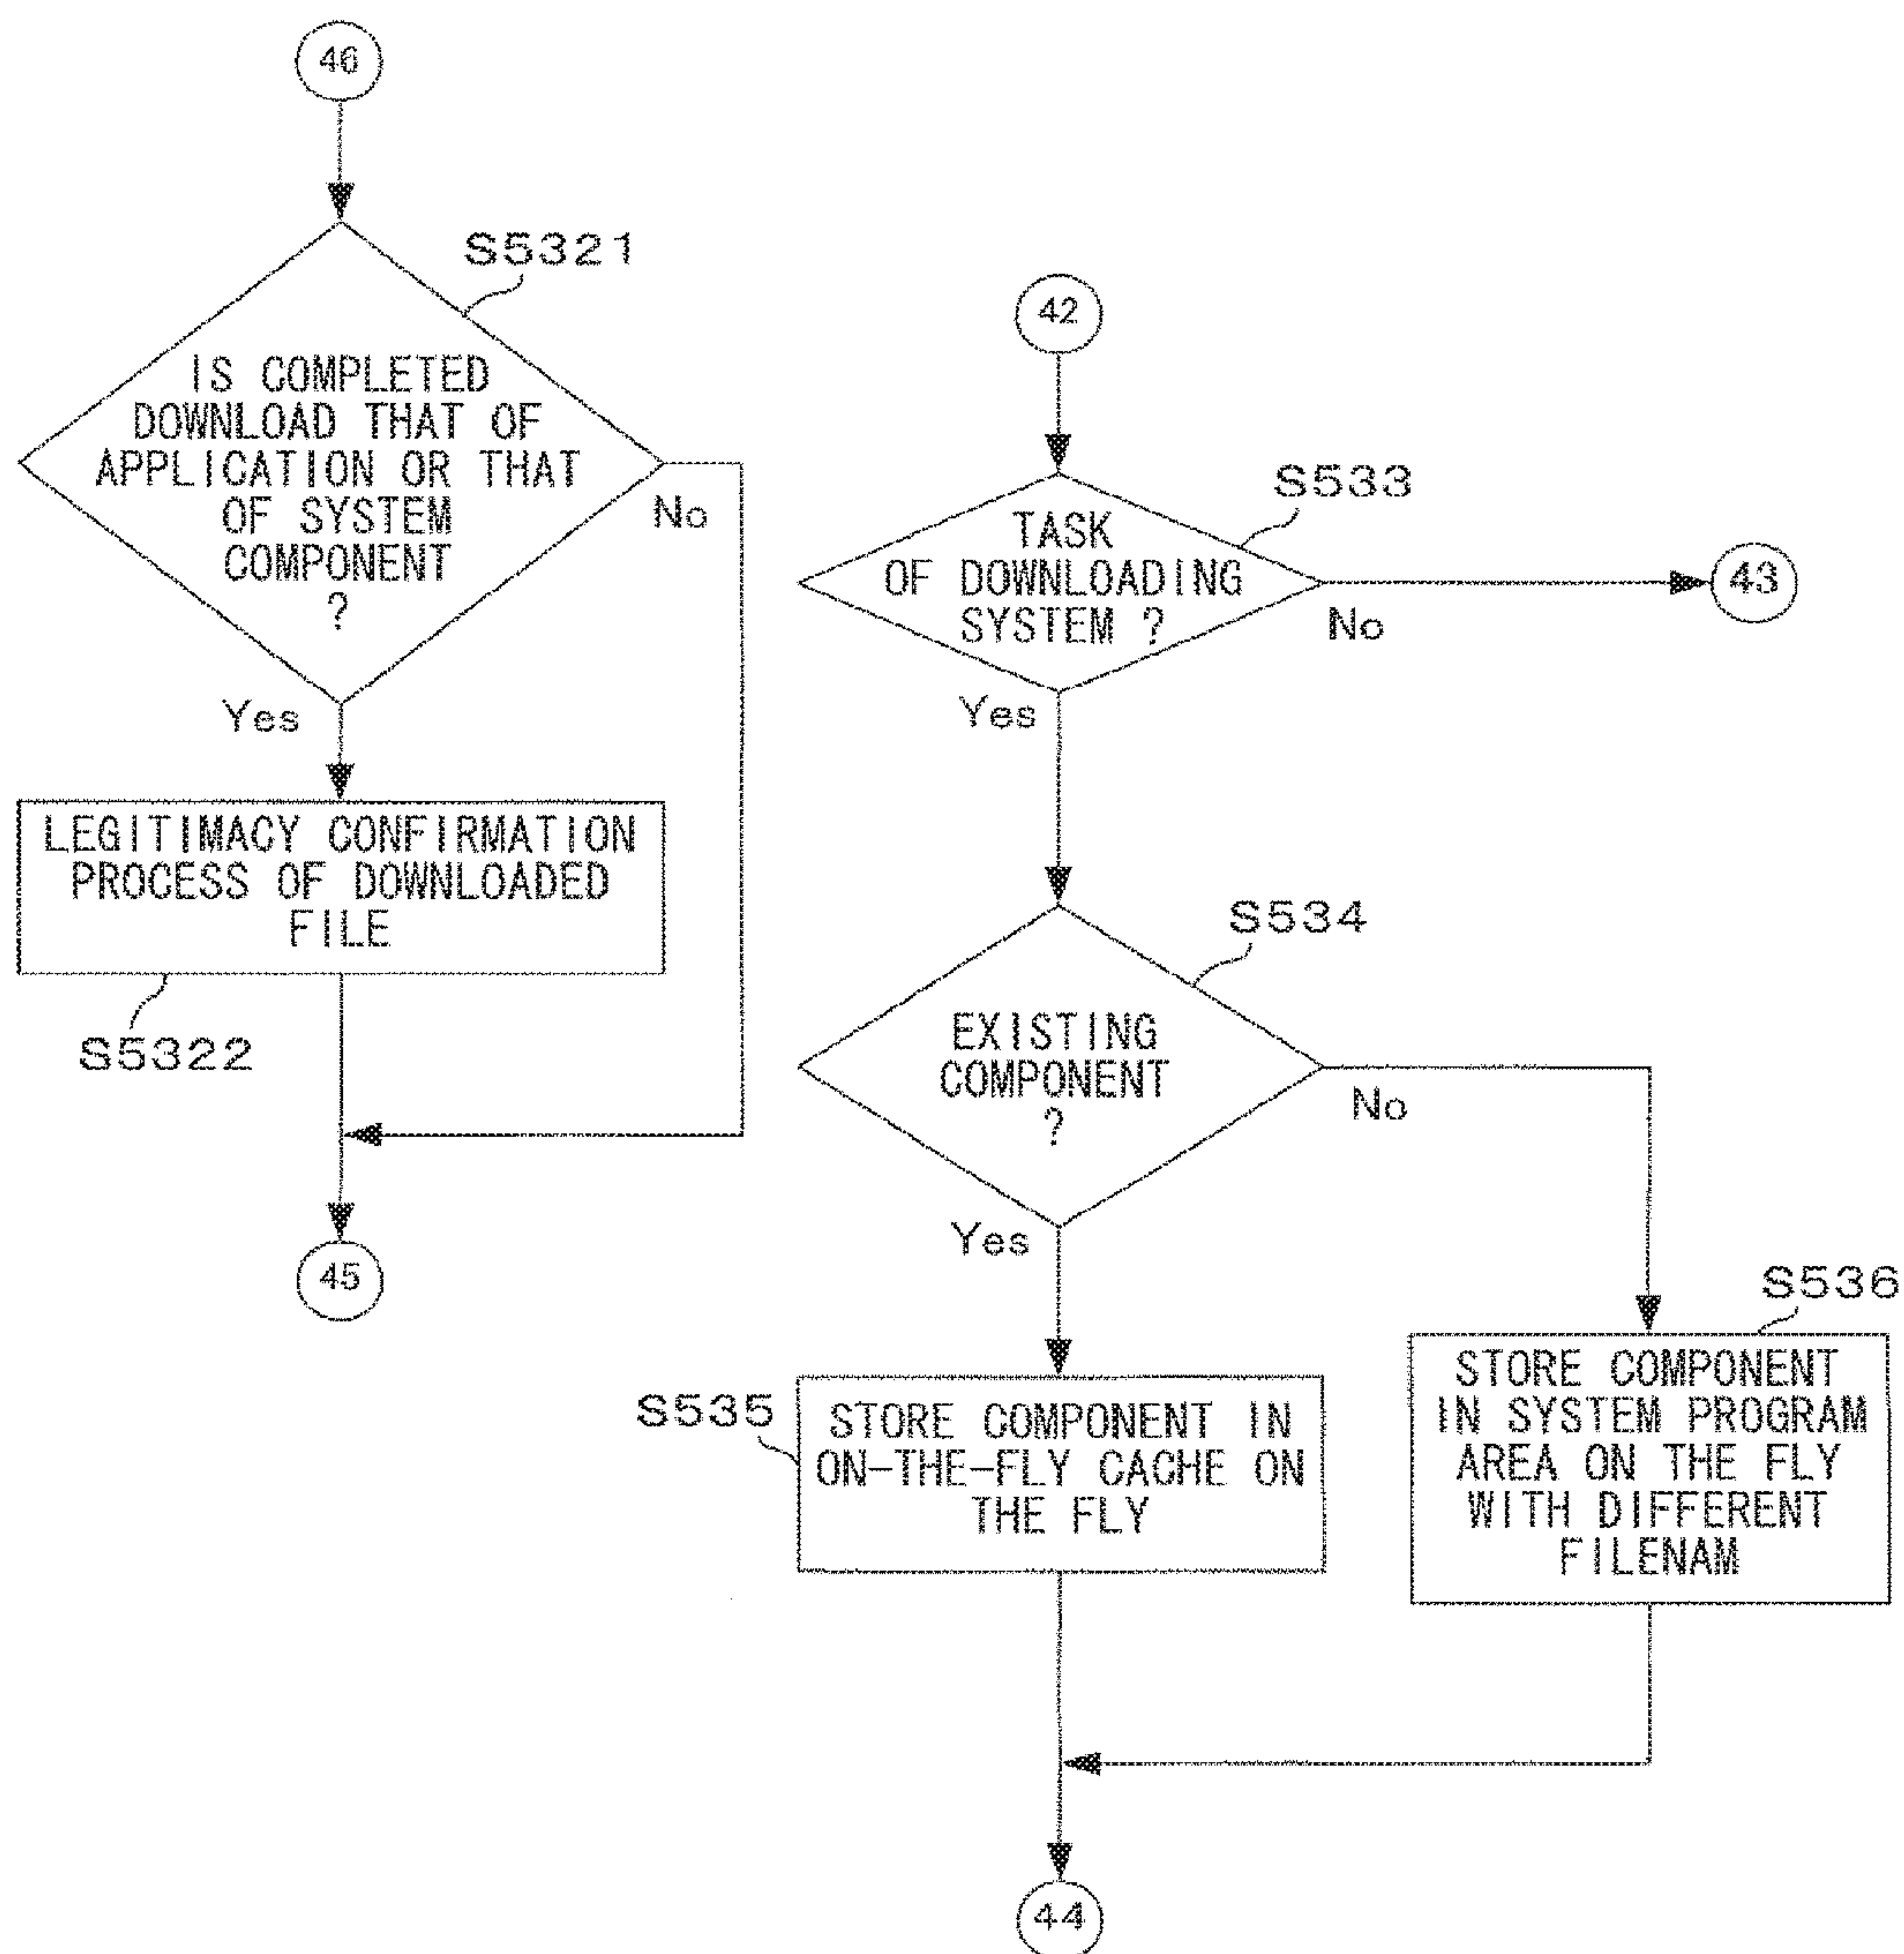 46
S5321
IS COMPLETED
DOWNLOAD THAT OF
APPLICATION OR THAT
OF SYSTEM
COMPONENT
?
No
Yes
LEGITIMACY CONFIRMATION
PROCESS OF DOWNLOADED
FILE
S5322
45
42
S533
TASK
OF DOWNLOADING
SYSTEM ?
No
43
Yes
S534
EXISTING
COMPONENT
?
No
Yes
S535
STORE COMPONENT IN
ON-THE-FLY CACHE ON
THE FLY
S536
STORE COMPONENT
IN SYSTEM PROGRAM
AREA ON THE FLY
WITH DIFFERENT
FILENAM
44